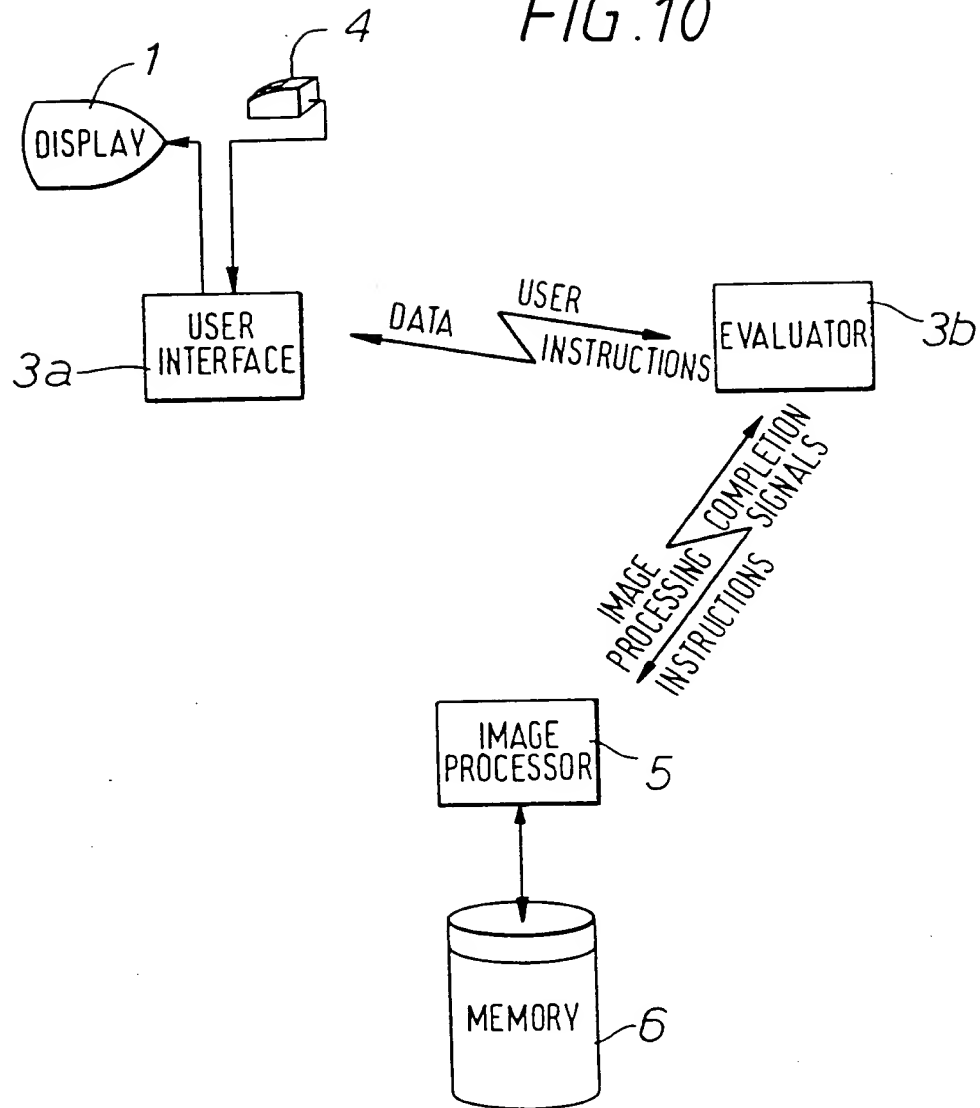 FIG.10
4
1
DISPLAY
USER
INTERFACE
3a
DATA
USER
INSTRUCTIONS
EVALUATOR
3b
COMPLETION
SIGNALS
IMAGE
PROCESSING
INSTRUCTIONS
IMAGE
PROCESSOR
5
MEMORY
6